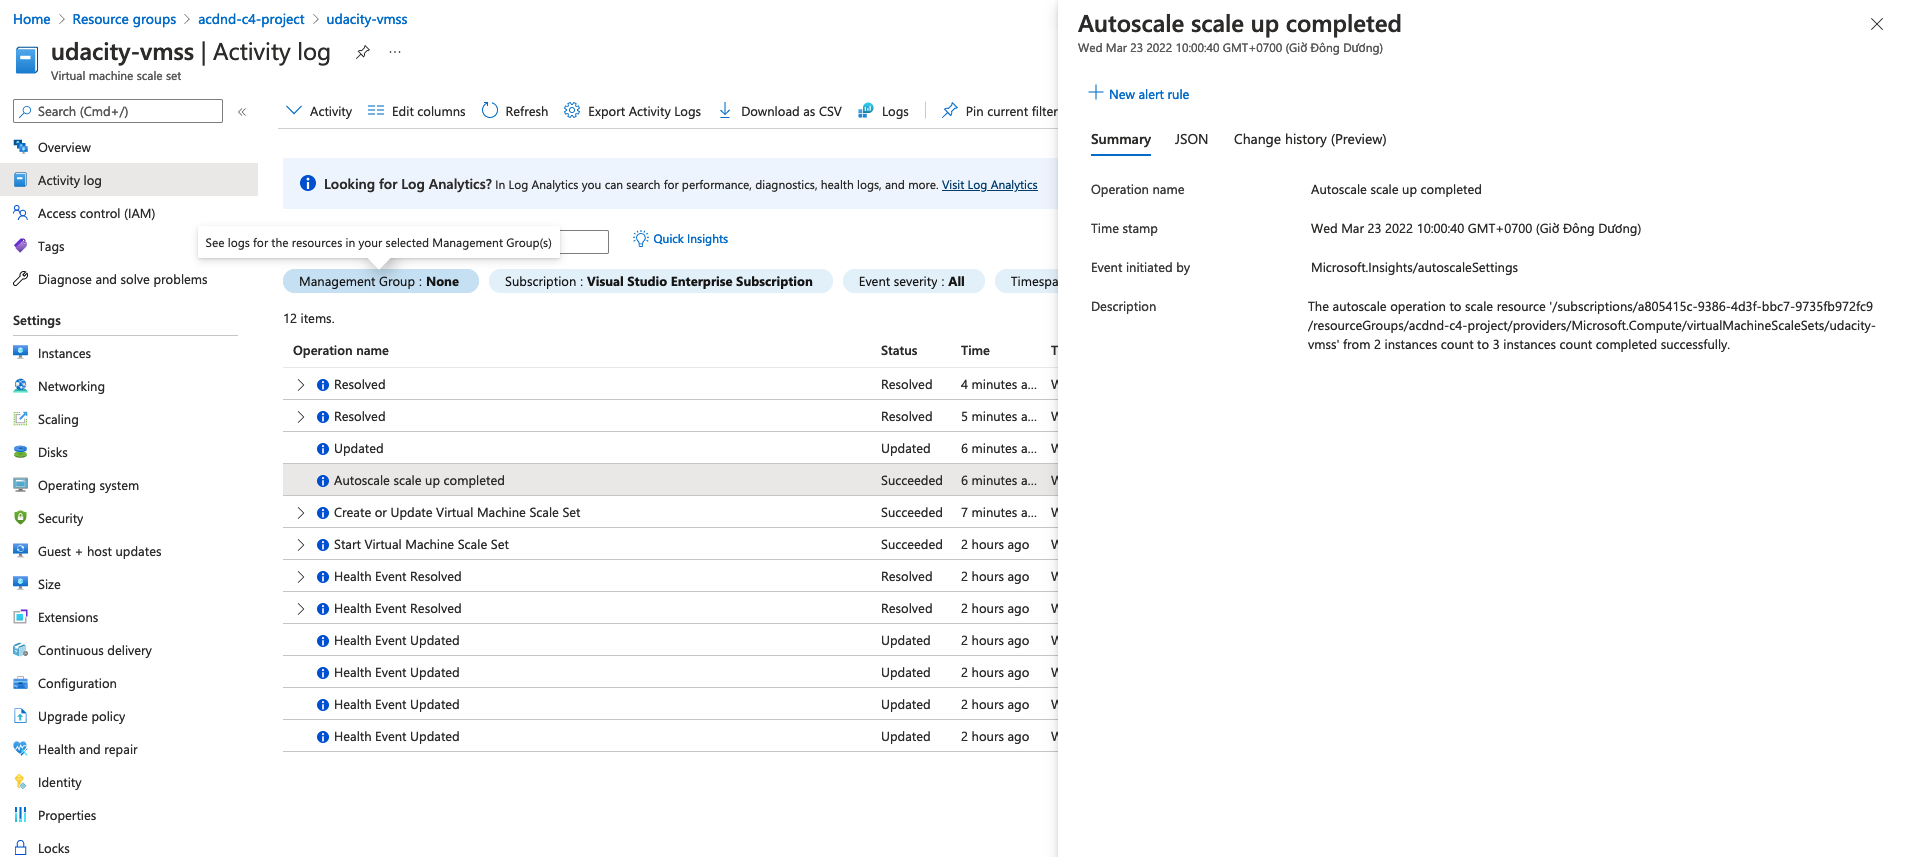 Home > Resource groups > acdnd-c4-project > udacity-vmss
udacity-vmss | Activity log
...
Virtual machine scale set
Search (Cmd+/)
«
Overview
Activity log
Access control (IAM)
Tags
Diagnose and solve problems
Settings
Instances
Networking
Scaling
Disks
Operating system
Security
Guest + host updates
Size
Extensions
Continuous delivery
Configuration
Upgrade policy
Health and repair
Identity
Properties
Locks
Activity Edit columns Refresh Export Activity Logs Download as CSV Logs Pin current filter
Looking for Log Analytics? In Log Analytics you can search for performance, diagnostics, health logs, and more. Visit Log Analytics
See logs for the resources in your selected Management Group(s)
Quick Insights
Management Group : None Subscription : Visual Studio Enterprise Subscription Event severity : All Timespa
12 items.
Operation name Status Time T
Resolved Resolved 4 minutes a... W
Resolved Resolved 5 minutes a... W
Updated Updated 6 minutes a... W
Autoscale scale up completed Succeeded 6 minutes a... W
Create or Update Virtual Machine Scale Set Succeeded 7 minutes a... W
Start Virtual Machine Scale Set Succeeded 2 hours ago W
Health Event Resolved Resolved 2 hours ago W
Health Event Resolved Resolved 2 hours ago W
Health Event Updated Updated 2 hours ago W
Health Event Updated Updated 2 hours ago W
Health Event Updated Updated 2 hours ago W
Health Event Updated Updated 2 hours ago W
Autoscale scale up completed
Wed Mar 23 2022 10:00:40 GMT+0700 (Giờ Đông Dương)
New alert rule
Summary JSON Change history (Preview)
Operation name Autoscale scale up completed
Time stamp Wed Mar 23 2022 10:00:40 GMT+0700 (Giờ Đông Dương)
Event initiated by Microsoft.Insights/autoscaleSettings
Description The autoscale operation to scale resource '/subscriptions/a805415c-9386-4d3f-bbc7-9735fb972fc9
/resourceGroups/acdnd-c4-project/providers/Microsoft.Compute/virtualMachineScaleSets/udacity-
vmss' from 2 instances count to 3 instances count completed successfully.